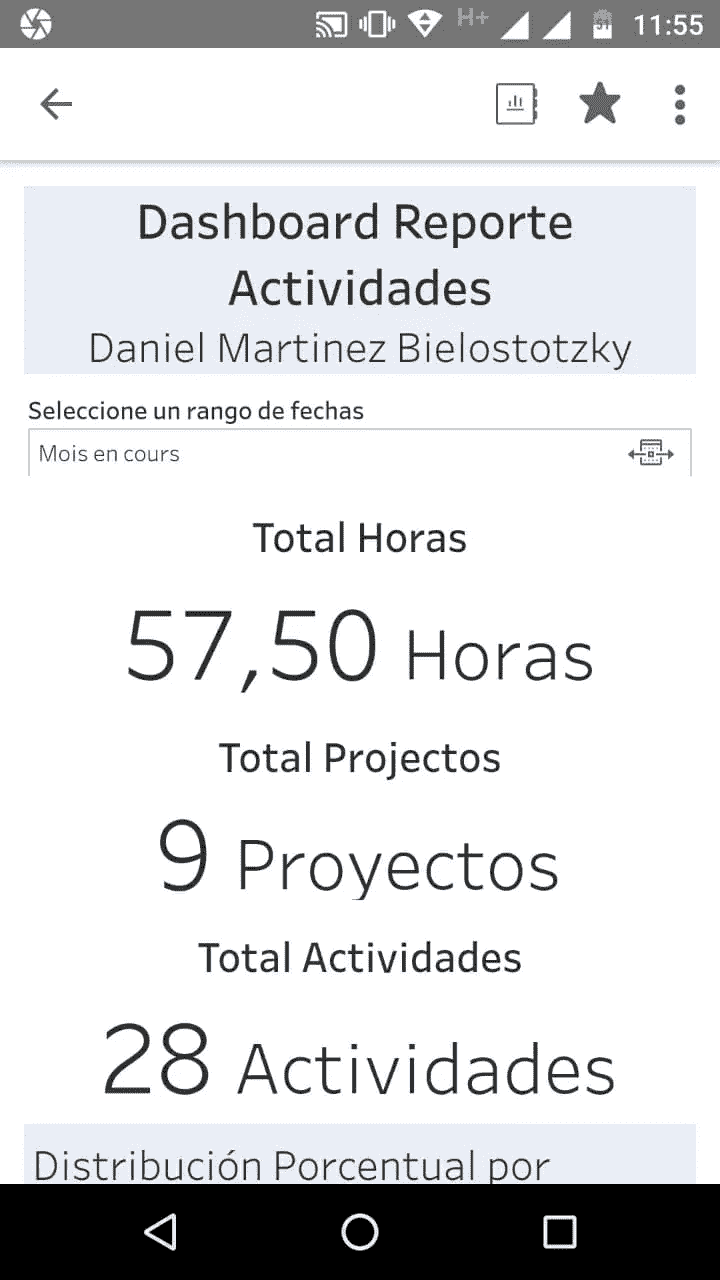 H+ 51 11:55
Dashboard Reporte
Actividades
Daniel Martinez Bielostotzky
Seleccione un rango de fechas
Mois en cours
Total Horas
57,50 Horas
Total Projectos
9 Proyectos
Total Actividades
28 Actividades
Distribución Porcentual por